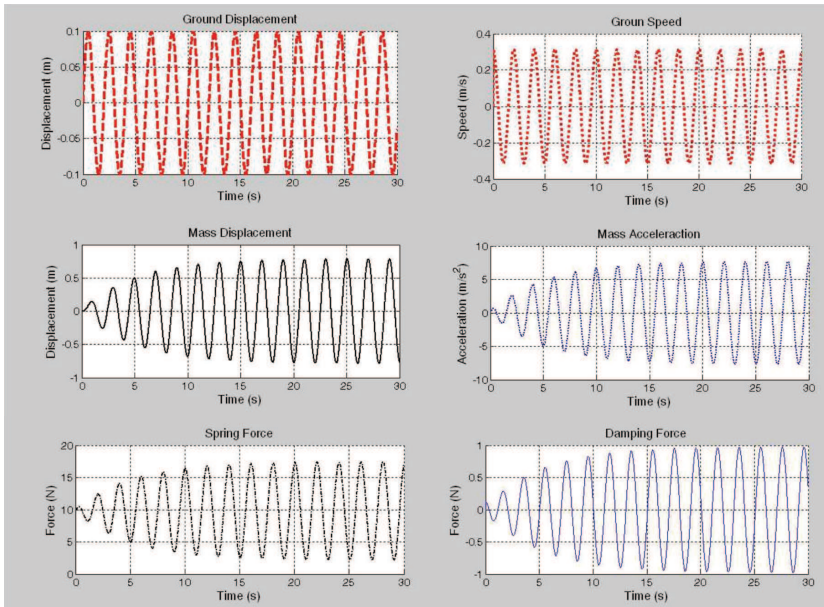 Ground Displacement
Displacement (m)
0.1
0.05
0
-0.05
-0.1
0 5 10 15 20 25 30
Time (s)
Groun Speed
Speed (m/s)
0.4
0.2
0
-0.2
-0.4
0 5 10 15 20 25 30
Time (s)
Mass Displacement
Displacement (m)
1
0.5
0
-0.5
-1
0 5 10 15 20 25 30
Time (s)
Mass Acceleraction
Acceleration (m/s²)
10
5
0
-5
-10
0 5 10 15 20 25 30
Time (s)
Spring Force
Force (N)
20
15
10
5
0
0 5 10 15 20 25 30
Time (s)
Damping Force
Force (N)
1
0.5
0
-0.5
-1
0 5 10 15 20 25 30
Time (s)